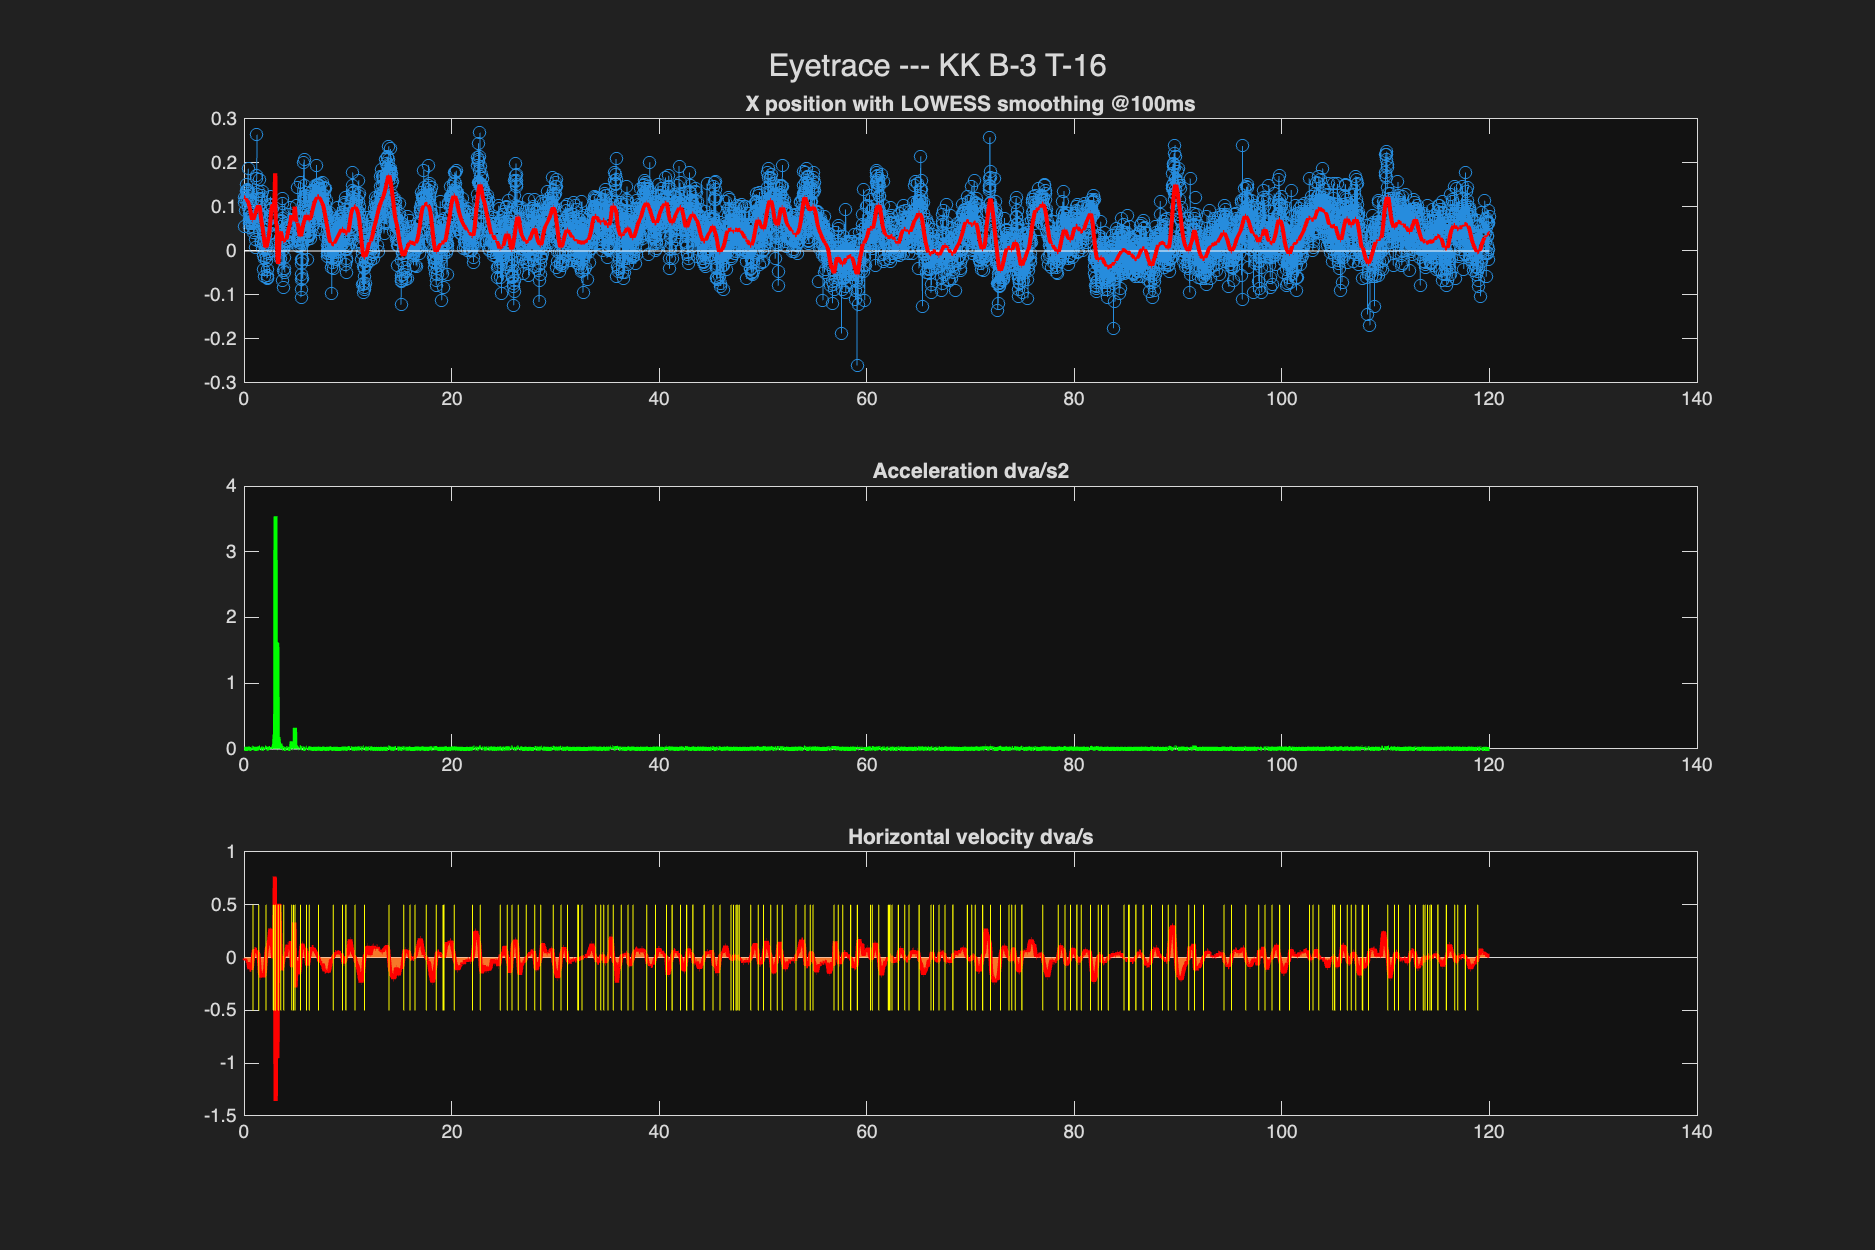 Eyetrace --- KK B-3 T-16
X position with LOWESS smoothing @100ms
0.3
0.2
0.1
0
-0.1
-0.2
-0.3
0 20 40 60 80 100 120 140
Acceleration dva/s2
4
3
2
1
0
0 20 40 60 80 100 120 140
Horizontal velocity dva/s
1
0.5
0
-0.5
-1
-1.5
0 20 40 60 80 100 120 140